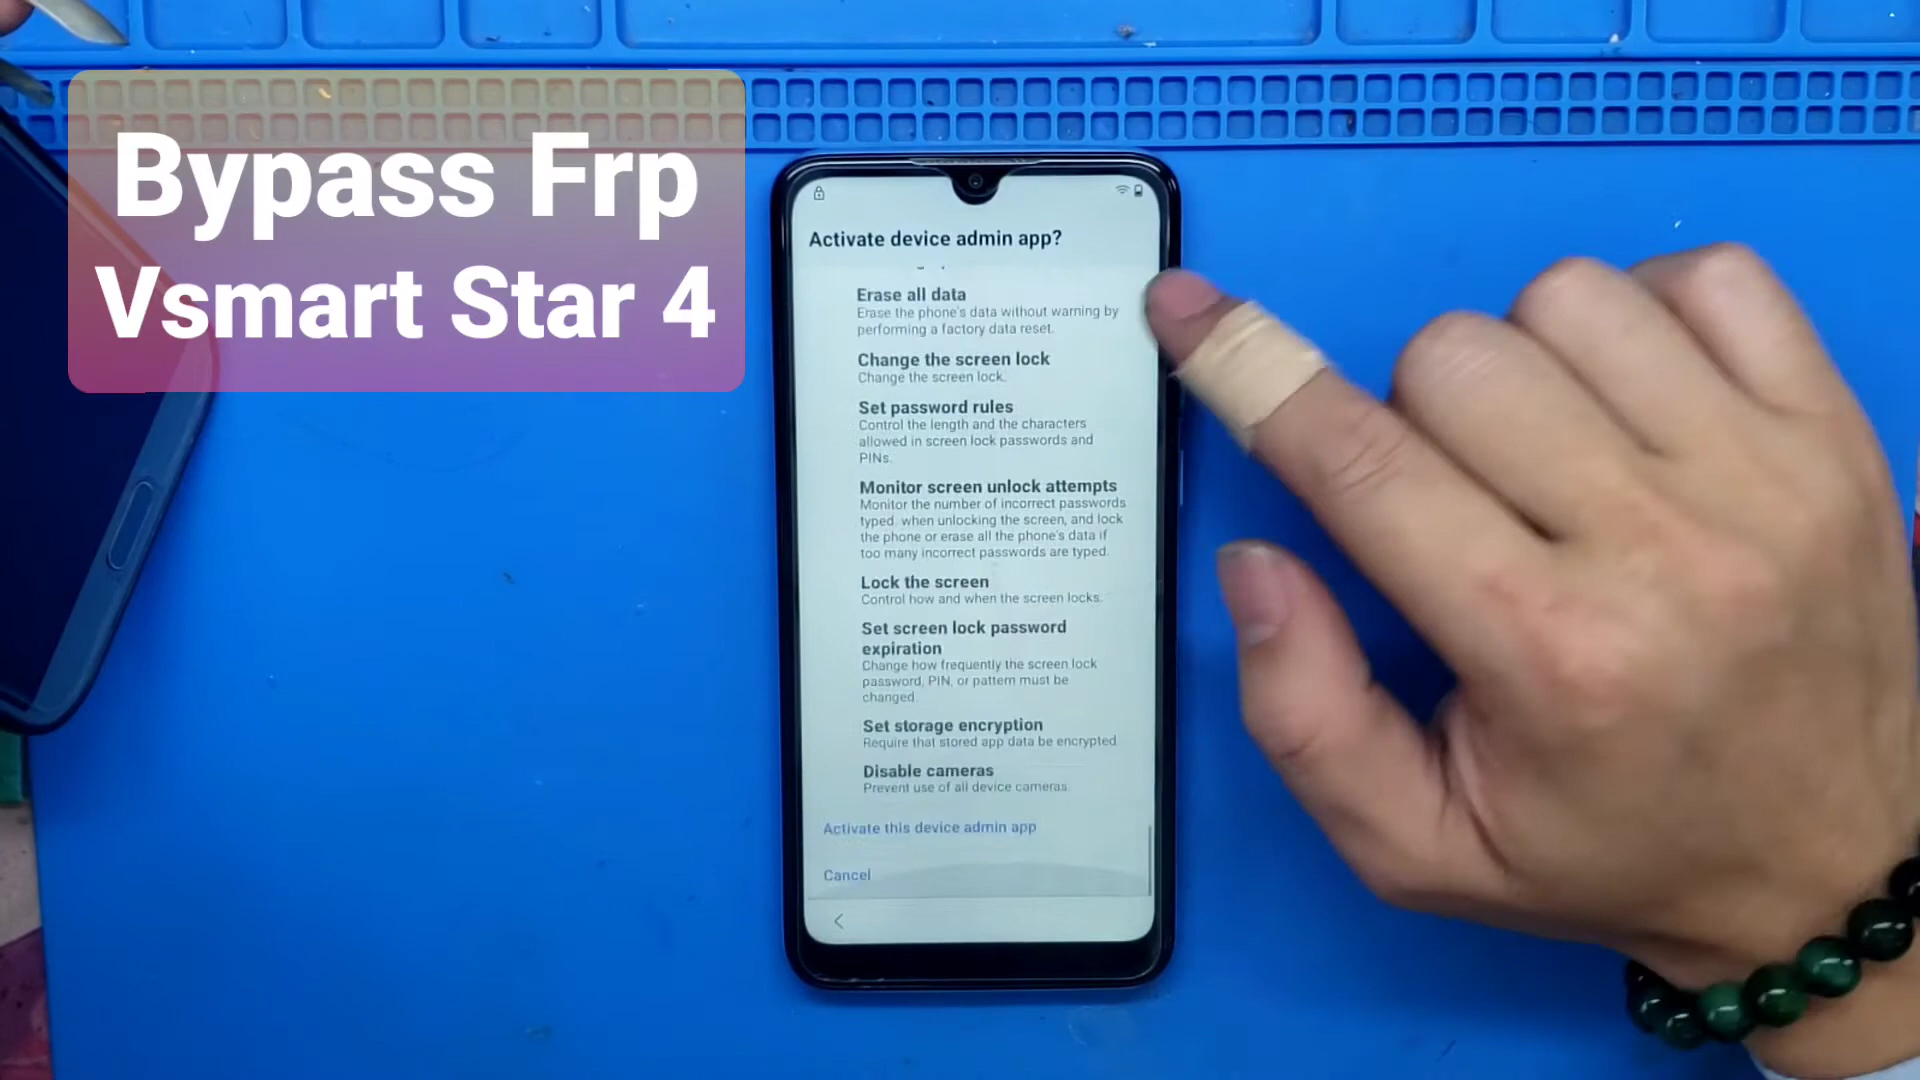 Bypass Frp
Vsmart Star 4
Activate device admin app?
Erase all data
Erase the phone's data without warning by
performing a factory data reset.
Change the screen lock
Change the screen lock.
Set password rules
Control the length and the characters
allowed in screen lock passwords and
PINs.
Monitor screen unlock attempts
Monitor the number of incorrect passwords
typed. when unlocking the screen, and lock
the phone or erase all the phone's data if
too many incorrect passwords are typed.
Lock the screen
Control how and when the screen locks.
Set screen lock password
expiration
Change how frequently the screen lock
password, PIN, or pattern must be
changed.
Set storage encryption
Require that stored app data be encrypted.
Disable cameras
Prevent use of all device cameras.
Activate this device admin app
Cancel